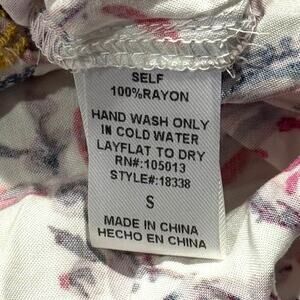 SELF
100%RAYON
HAND WASH ONLY
IN COLD WATER
LAYFLAT TO DRY
RN#:105013
STYLE#:18338
S
MADE IN CHINA
HECHO EN CHINA